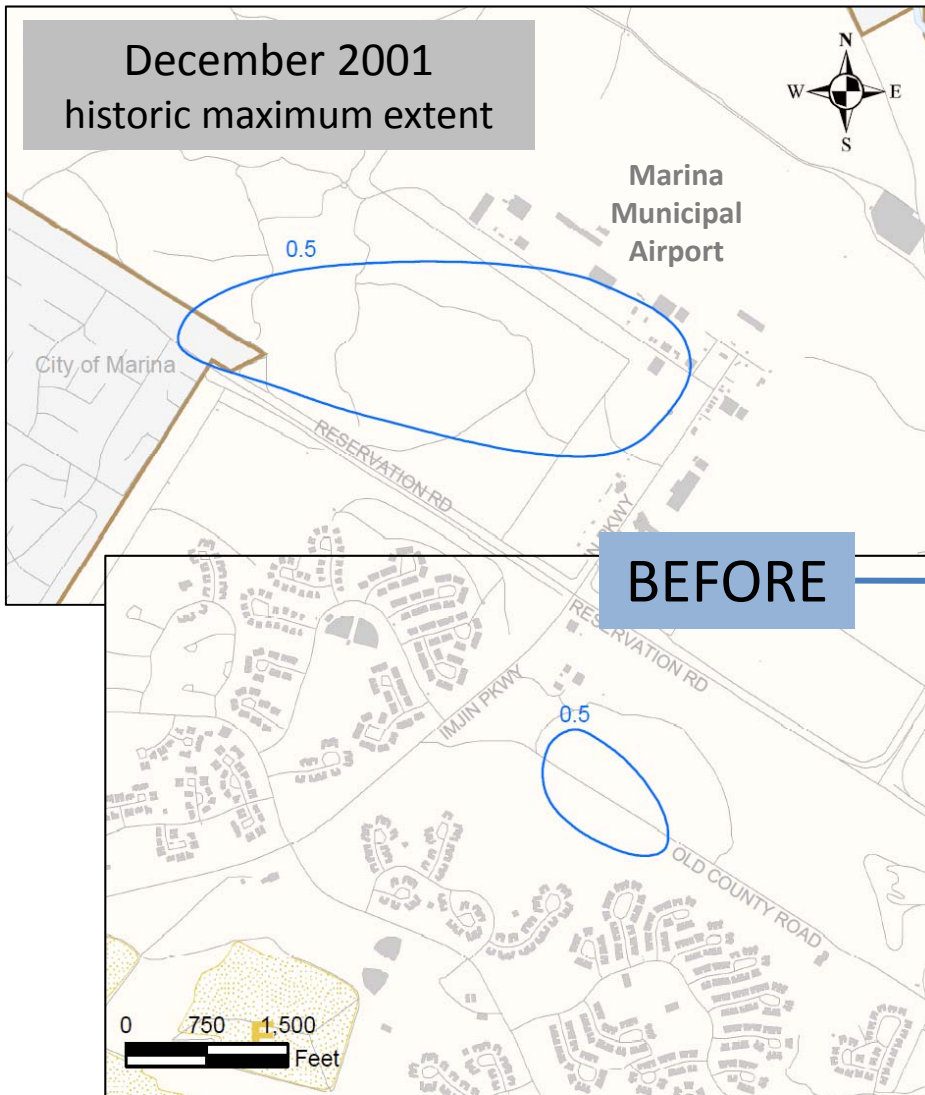 December 2001
historic maximum extent
N
W
E
S
Marina
Municipal
Airport
0.5
City of Marina
RESERVATION RD
PKWY
BEFORE
RESERVATION RD
IMJIN PKWY
0.5
OLD COUNTY ROAD
0 750 1,500
Feet